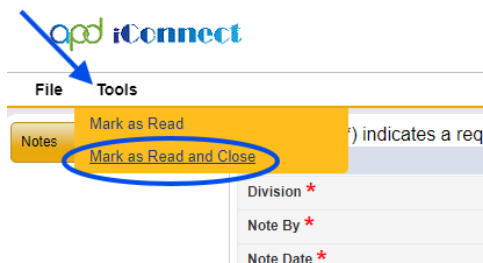 apd iConnect
File Tools
Mark as Read
Notes
*) indicates a req
Mark as Read and Close
Division *
Note By *
Note Date *